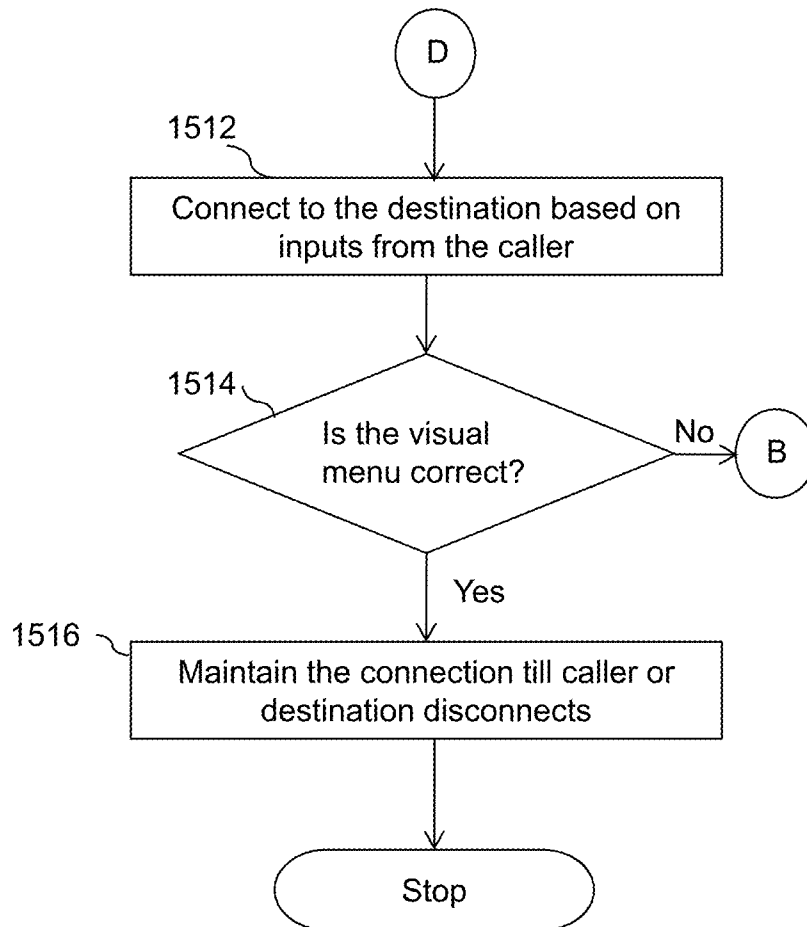 D
1512
Connect to the destination based on
inputs from the caller
1514
Is the visual
menu correct?
No
B
Yes
1516
Maintain the connection till caller or
destination disconnects
Stop